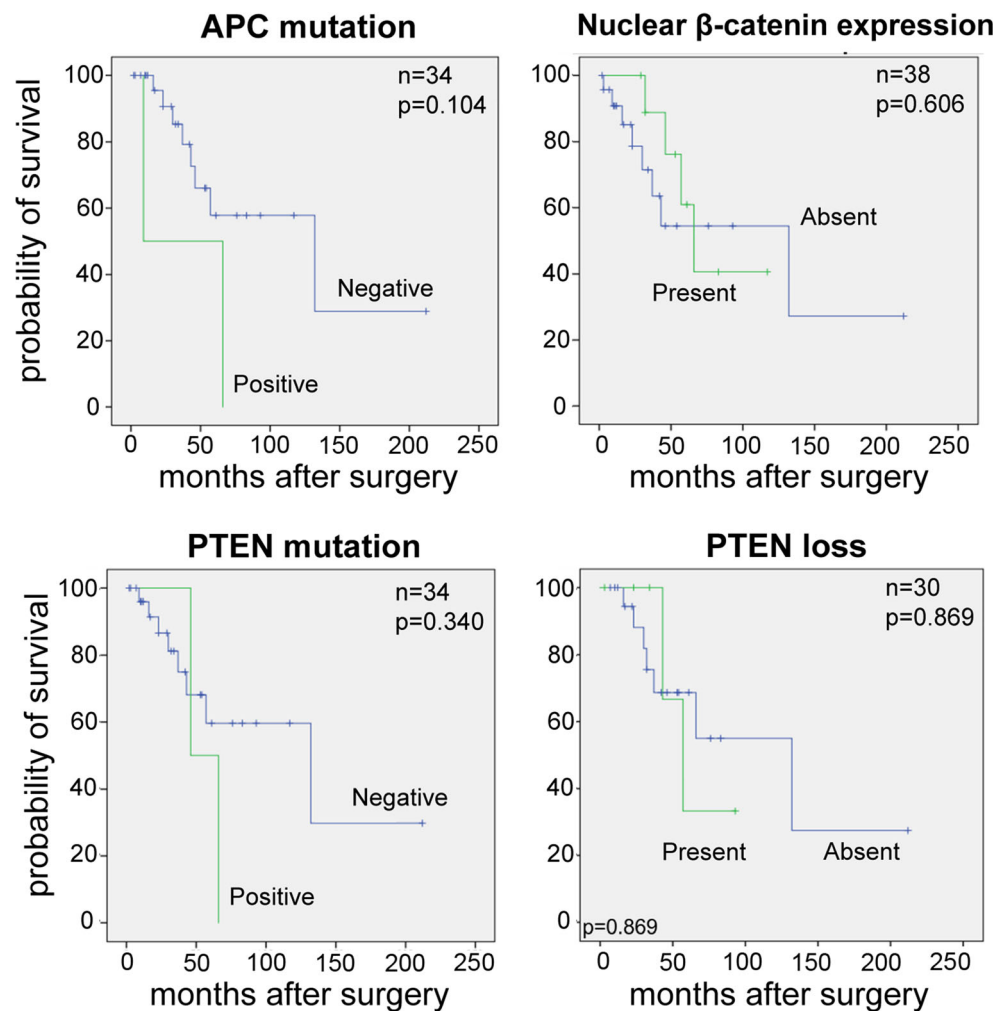 APC mutation
n=34
p=0.104
probability of survival
100
80
60
40
20
0
Negative
Positive
0 50 100 150 200 250
months after surgery
Nuclear β-catenin expression
n=38
p=0.606
100
80
60
40
20
0
Absent
Present
0 50 100 150 200 250
months after surgery
PTEN mutation
n=34
p=0.340
probability of survival
100
80
60
40
20
0
Negative
Positive
0 50 100 150 200 250
months after surgery
PTEN loss
n=30
p=0.869
100
80
60
40
20
0
Present Absent
p=0.869
0 50 100 150 200 250
months after surgery